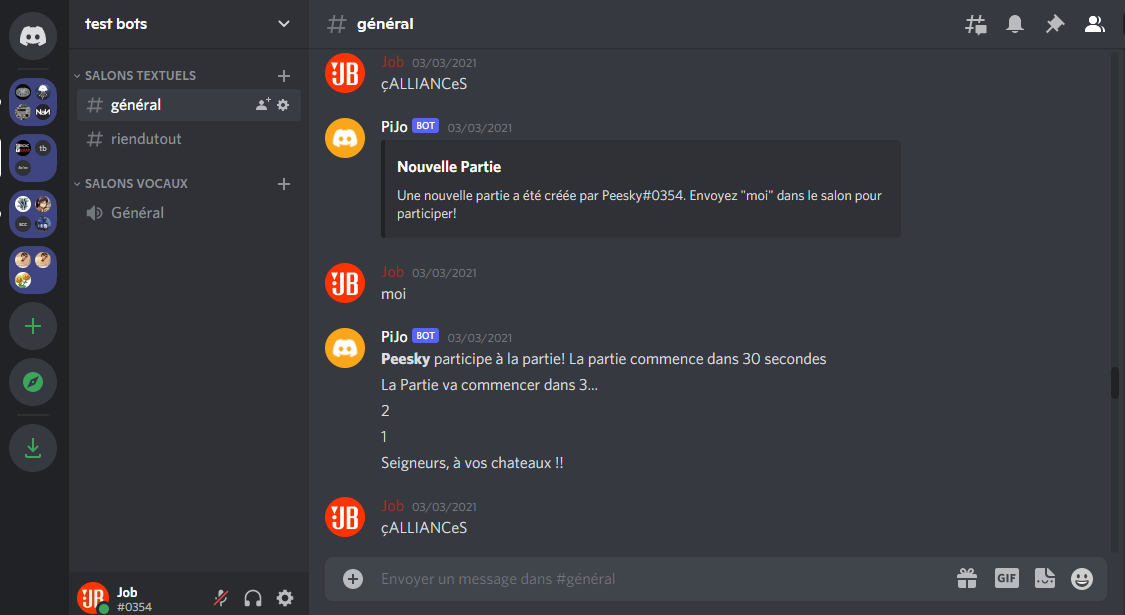 test bots
SALONS TEXTUELS
général
riendutout
SALONS VOCAUX
Général
Job
#0354
général
Job 03/03/2021
çALLIANCeS
PiJo BOT 03/03/2021
Nouvelle Partie
Une nouvelle partie a été créée par Peesky#0354. Envoyez "moi" dans le salon pour
participer!
Job 03/03/2021
moi
PiJo BOT 03/03/2021
Peesky participe à la partie! La partie commence dans 30 secondes
La Partie va commencer dans 3...
2
1
Seigneurs, à vos chateaux !!
Job 03/03/2021
çALLIANCeS
Envoyer un message dans #général
GIF